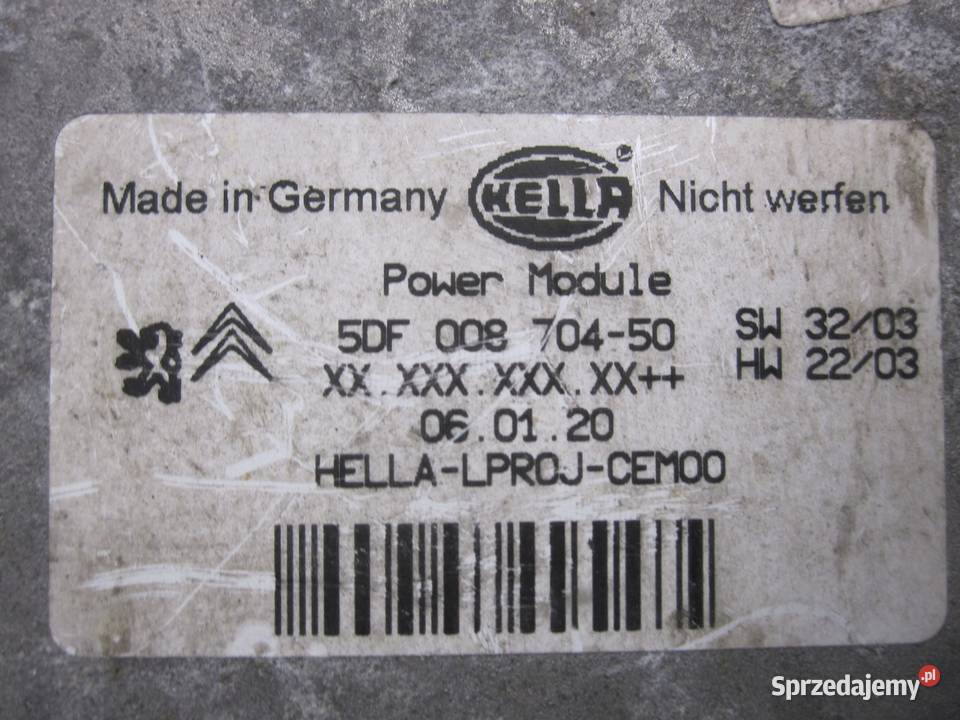 Made in Germany HELLA Nicht werfen
Power Module
5DF 008 704-50 SW 32/03
XX.XXX.XXX.XX++ HW 22/03
06.01.20
HELLA-LPROJ-CEM00
Sprzedajemy.pl